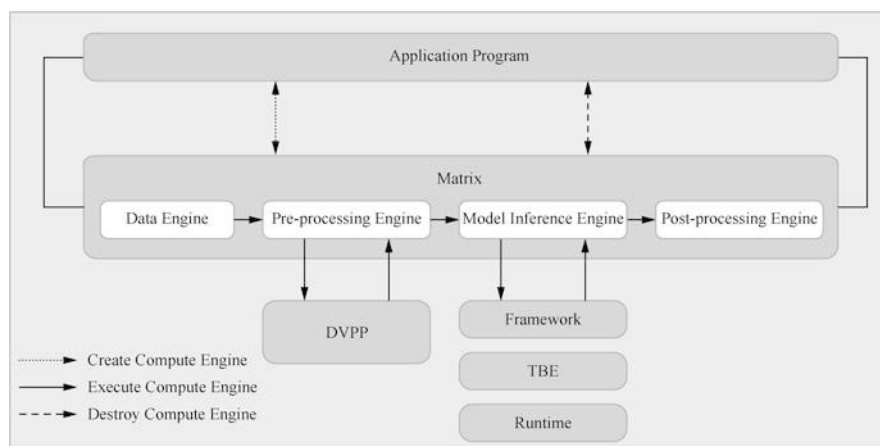 Application Program
Matrix
Data Engine
Pre-processing Engine
Model Inference Engine
Post-processing Engine
DVPP
Framework
TBE
Runtime
Create Compute Engine
Execute Compute Engine
Destroy Compute Engine